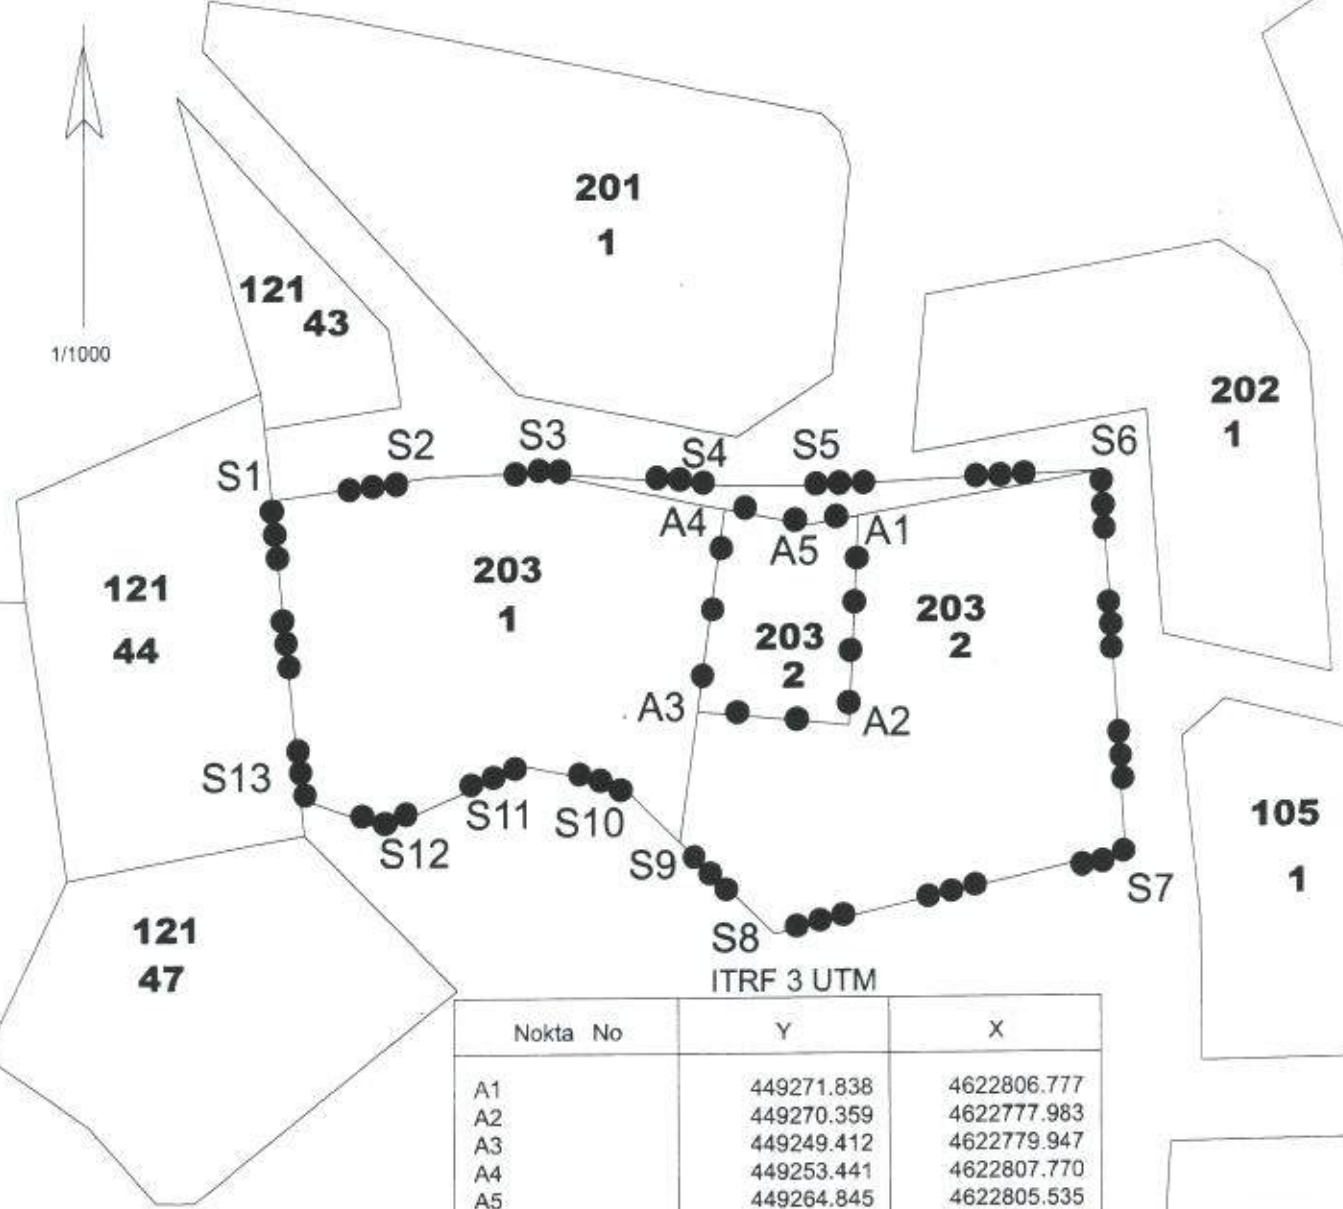 201
1
121
43
1/1000
202
1
S1
S2
S3
S4
S5
S6
A4
A5
A1
121
44
203
1
203
2
203
2
A3
A2
S13
S12
S11
S10
S9
S8
S7
105
1
121
47
ITRF 3 UTM
Nokta No Y X
A1 449271.838 4622806.777
A2 449270.359 4622777.983
A3 449249.412 4622779.947
A4 449253.441 4622807.770
A5 449264.845 4622805.535